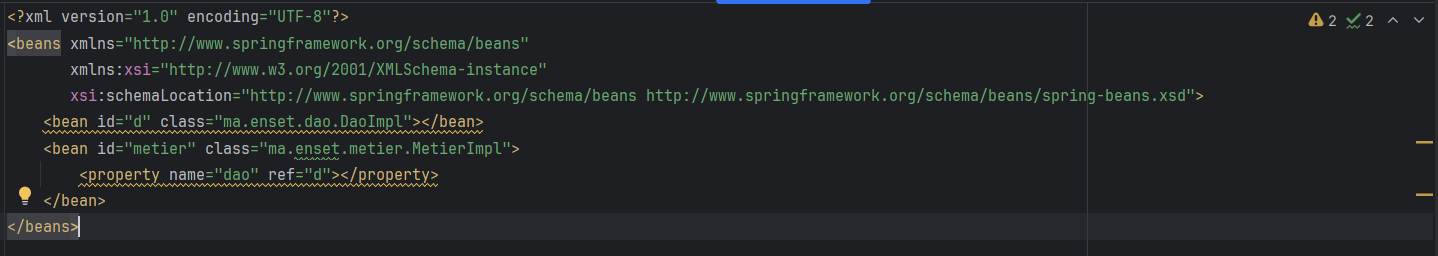 <?xml version="1.0" encoding="UTF-8"?>
2 2
<beans xmlns="http://www.springframework.org/schema/beans"
xmlns:xsi="http://www.w3.org/2001/XMLSchema-instance"
xsi:schemaLocation="http://www.springframework.org/schema/beans http://www.springframework.org/schema/beans/spring-beans.xsd">
<bean id="d" class="ma.enset.dao.DaoImpl"></bean>
<bean id="metier" class="ma.enset.metier.MetierImpl">
<property name="dao" ref="d"></property>
</bean>
</beans>